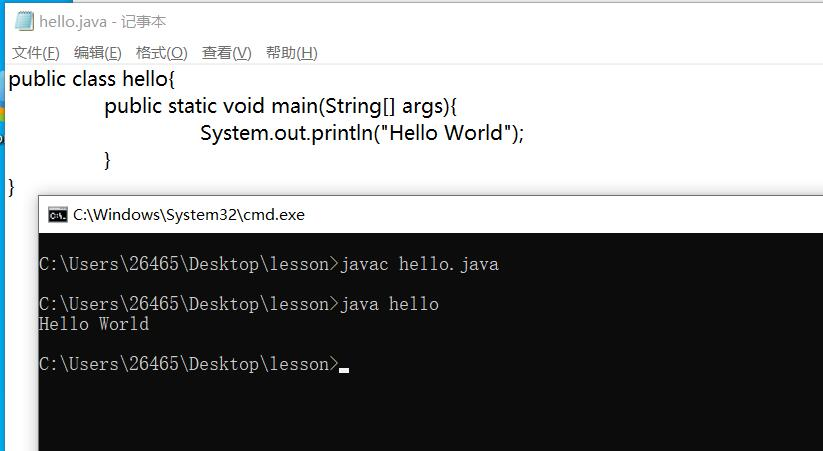 hello.java - 记事本
文件(F) 编辑(E) 格式(O) 查看(V) 帮助(H)
public class hello{
public static void main(String[] args){
System.out.println("Hello World");
}
}
C:\Windows\System32\cmd.exe
C:\Users\26465\Desktop\lesson>javac hello.java
C:\Users\26465\Desktop\lesson>java hello
Hello World
C:\Users\26465\Desktop\lesson>